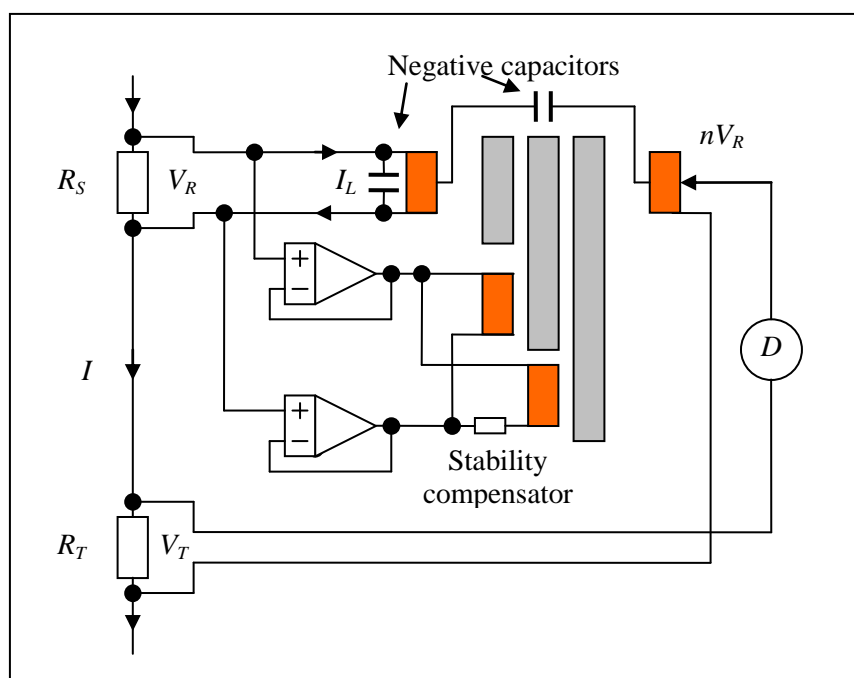 Negative capacitors
nV_R
R_S
V_R
I_L
+
−
I
D
+
−
Stability
compensator
R_T
V_T